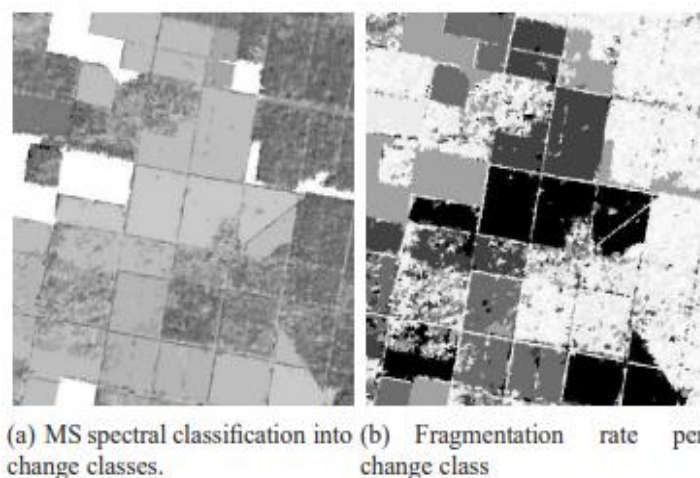 (a) MS spectral classification into
change classes.
(b) Fragmentation rate per
change class